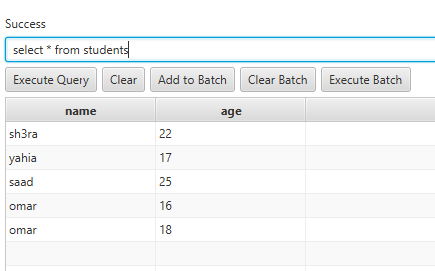 Success
select * from students
Execute Query Clear Add to Batch Clear Batch Execute Batch
name age
sh3ra 22
yahia 17
saad 25
omar 16
omar 18